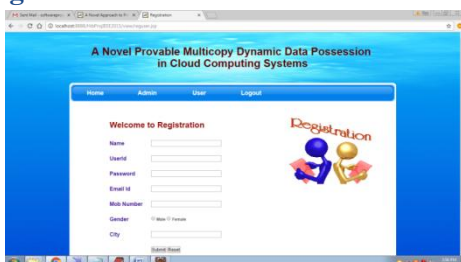 A Novel Provable Multicopy Dynamic Data Possession
in Cloud Computing Systems
Home Admin User Logout
Welcome to Registration
Registration
Name
UserId
Password
Email Id
Mob Number
Gender Male Female
City
Submit Reset